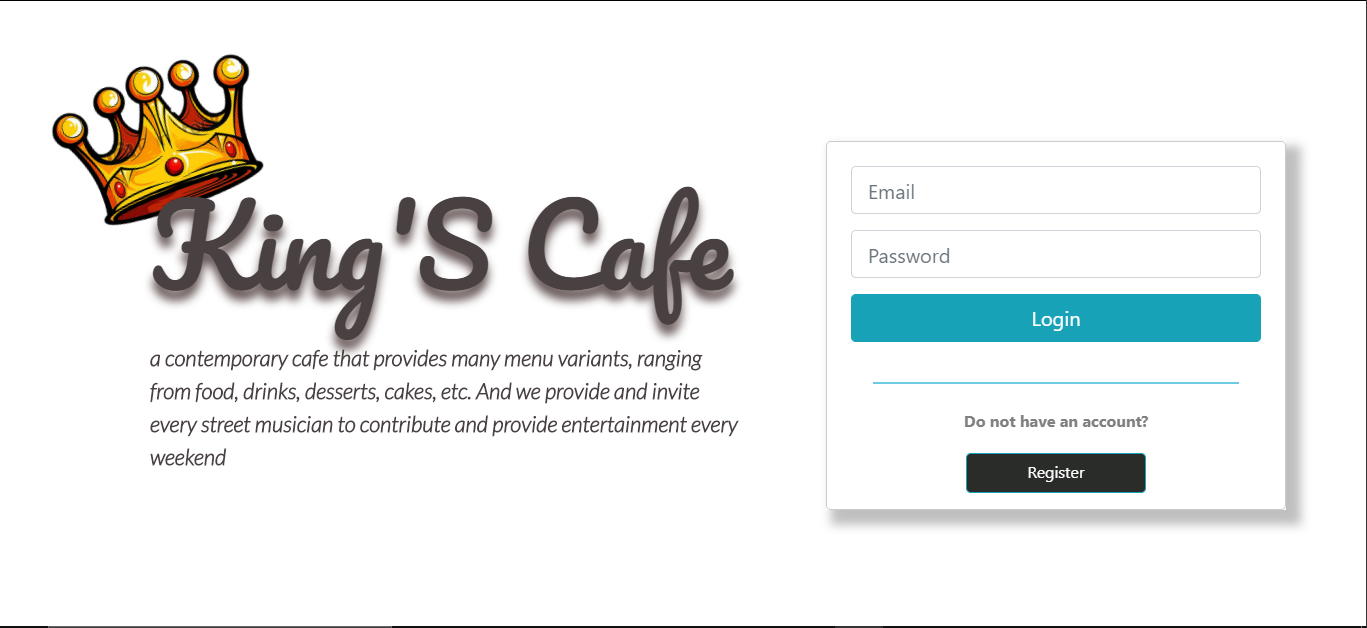 King'S Cafe
a contemporary cafe that provides many menu variants, ranging
from food, drinks, desserts, cakes, etc. And we provide and invite
every street musician to contribute and provide entertainment every
weekend
Email
Password
Login
Do not have an account?
Register